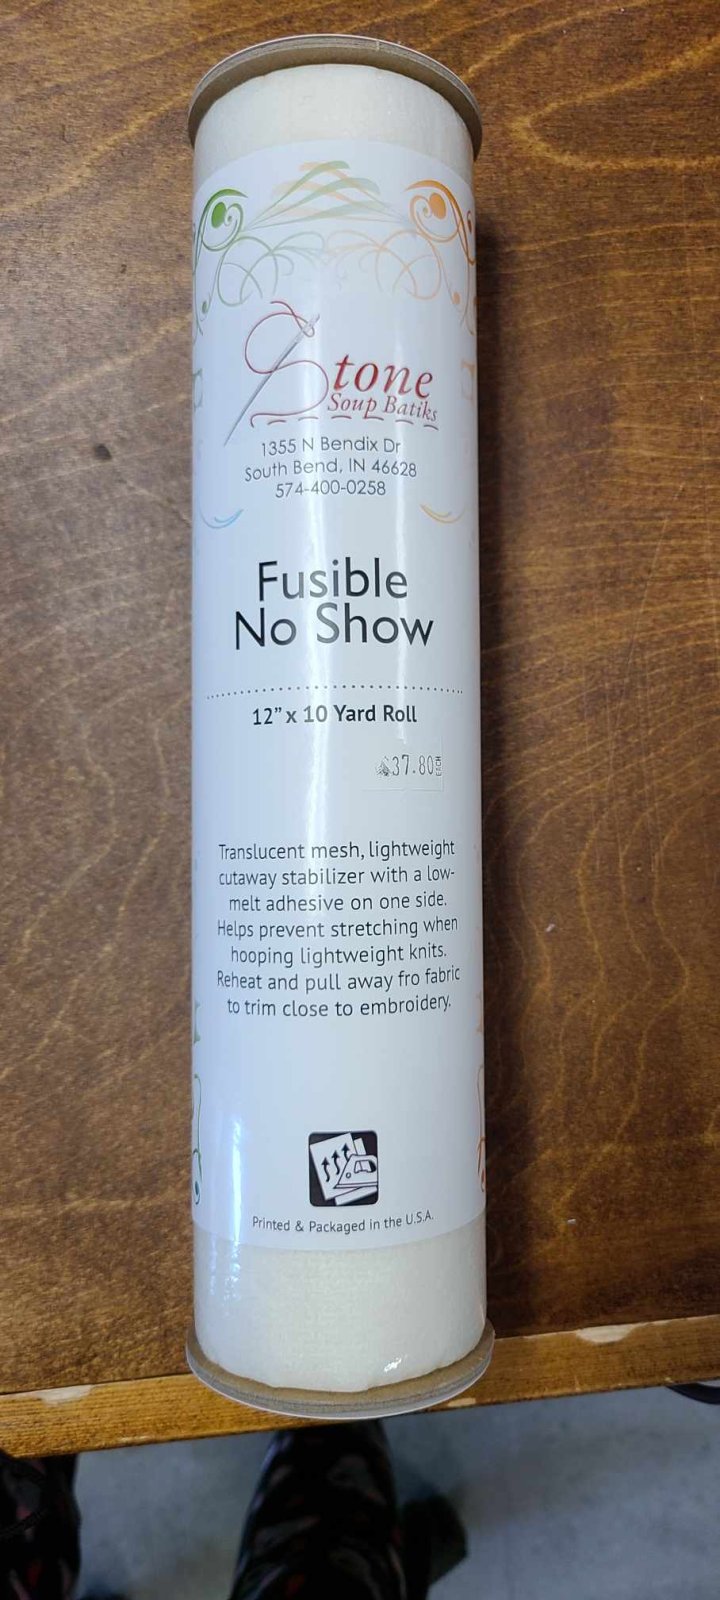 Stone
Soup Batiks
1355 N Bendix Dr
South Bend, IN 46628
574-400-0258
Fusible
No Show
12" x 10 Yard Roll
$37.80 EACH
Translucent mesh, lightweight
cutaway stabilizer with a low-
melt adhesive on one side.
Helps prevent stretching when
hooping lightweight knits.
Reheat and pull away fro fabric
to trim close to embroidery.
Printed & Packaged in the U.S.A.